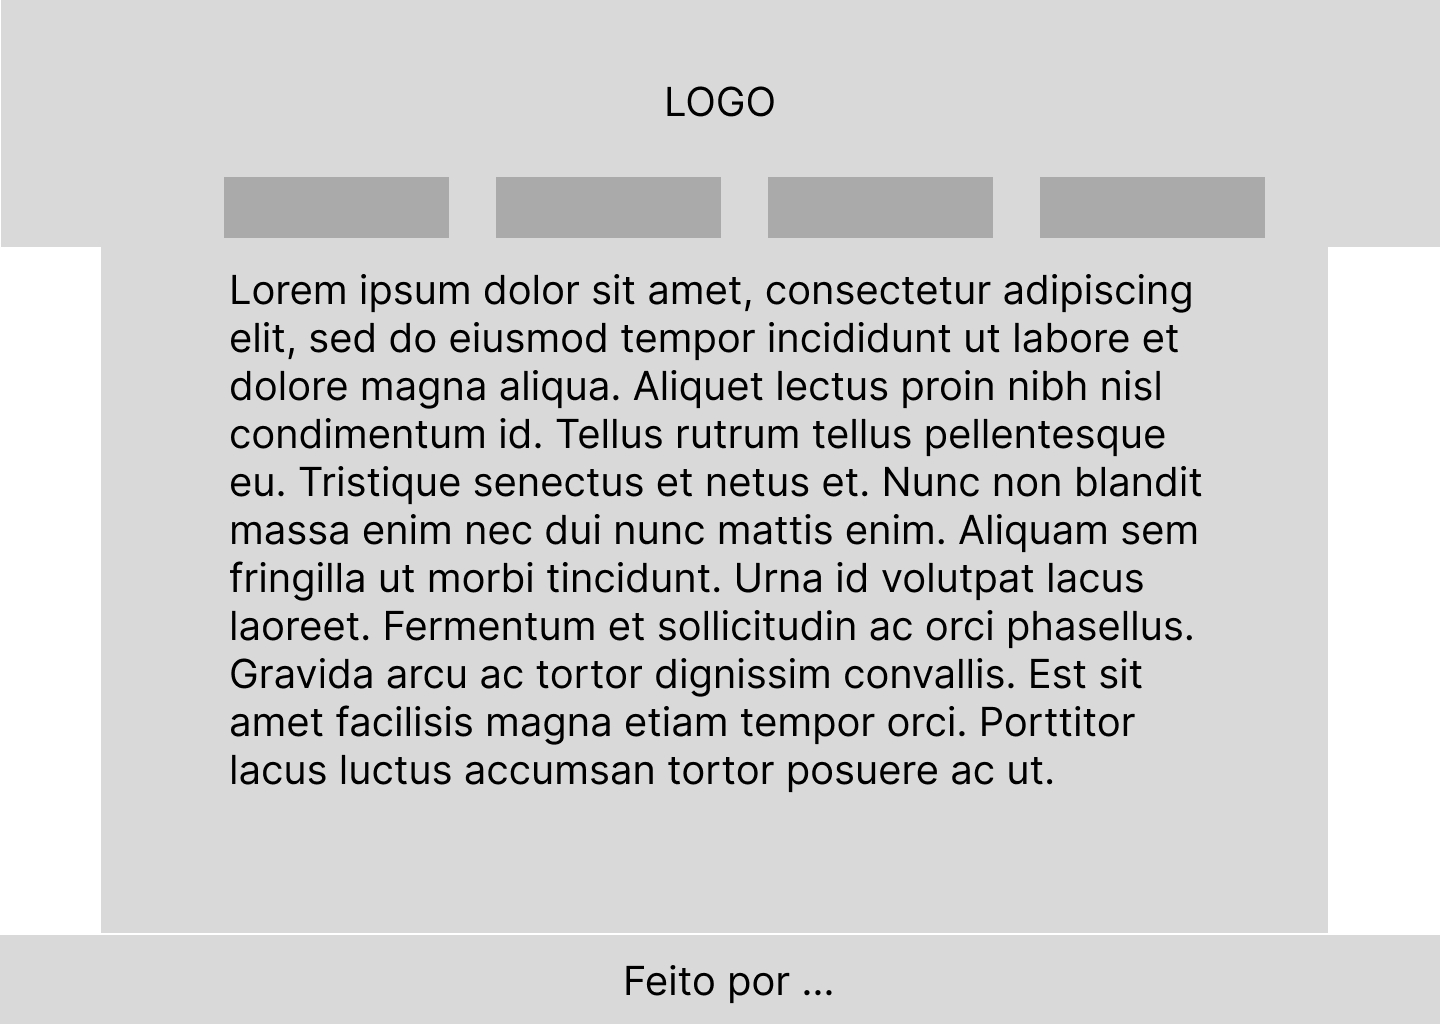 LOGO
Lorem ipsum dolor sit amet, consectetur adipiscing
elit, sed do eiusmod tempor incididunt ut labore et
dolore magna aliqua. Aliquet lectus proin nibh nisl
condimentum id. Tellus rutrum tellus pellentesque
eu. Tristique senectus et netus et. Nunc non blandit
massa enim nec dui nunc mattis enim. Aliquam sem
fringilla ut morbi tincidunt. Urna id volutpat lacus
laoreet. Fermentum et sollicitudin ac orci phasellus.
Gravida arcu ac tortor dignissim convallis. Est sit
amet facilisis magna etiam tempor orci. Porttitor
lacus luctus accumsan tortor posuere ac ut.
Feito por ...